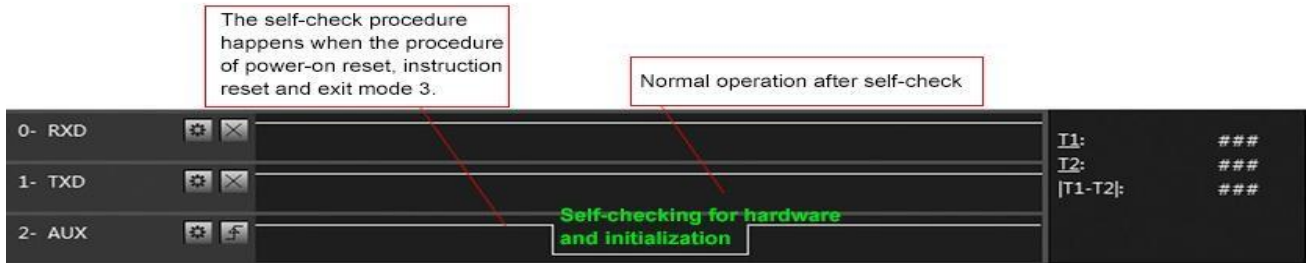 The self-check procedure
happens when the procedure
of power-on reset, instruction
reset and exit mode 3.
Normal operation after self-check
0- RXD
T1: ###
1- TXD
T2: ###
|T1-T2|: ###
2- AUX
Self-checking for hardware
and initialization